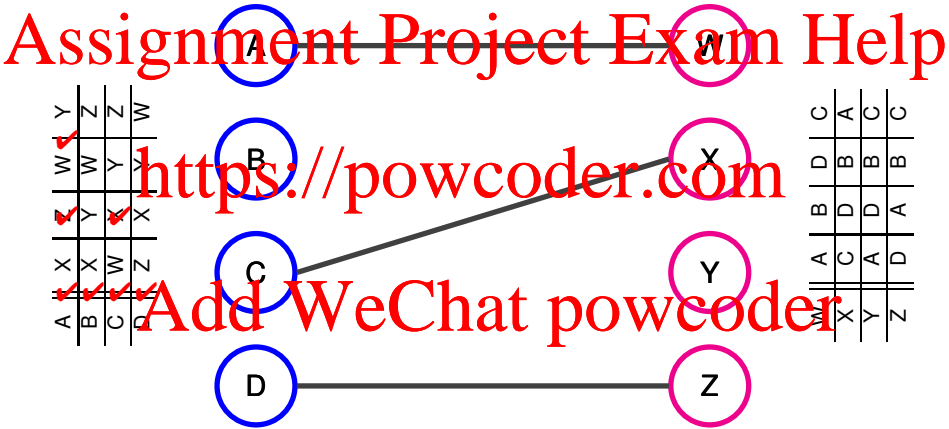 Assignment Project Exam Help
https://powcoder.com
Add WeChat powcoder
A W
B X
C Y
D Z
A X Z W Y
B X Y W Z
C W X Y Z
D Z X Y W
W A B D C
X C D B A
Y A D B C
Z D A B C